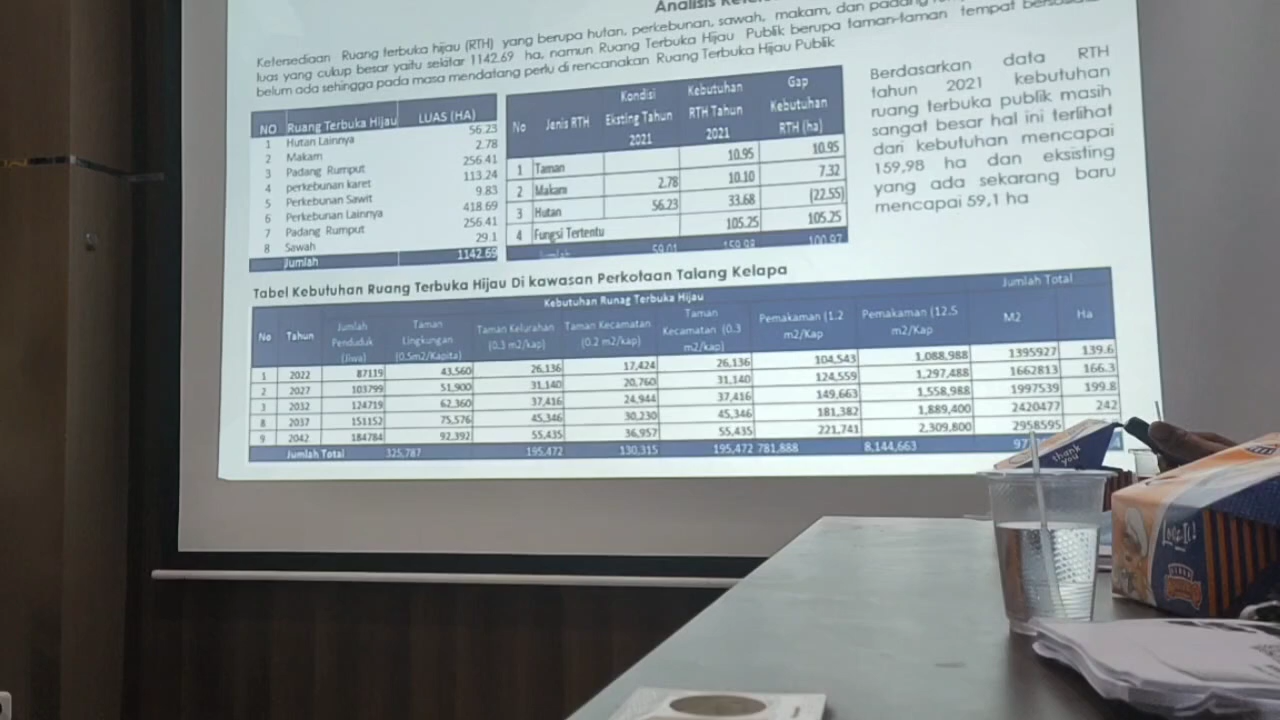 Analisis
Ketersediaan Ruang terbuka hijau (RTH) yang berupa hutan, perkebunan, sawah, makam, dan padang
luas yang cukup besar yaitu sekitar 1142.69 ha, namun Ruang Terbuka Hijau Publik berupa taman-taman tempat
belum ada sehingga pada masa mendatang perlu di rencanakan Ruang Terbuka Hijau Publik
NO Ruang Terbuka Hijau LUAS (HA)
1 Hutan Lainnya 56.23
2 Makam 2.78
3 Padang Rumput 256.41
4 perkebunan karet 113.24
5 Perkebunan Sawit 9.83
6 Perkebunan Lainnya 418.69
7 Padang Rumput 256.41
8 Sawah 29.1
Jumlah 1142.69
No Jenis RTH Kondisi Eksting Tahun 2021 Kebutuhan RTH Tahun 2021 Gap Kebutuhan RTH (ha)
1 Taman 10.95 10.95
2 Makam 2.78 10.10 7.32
3 Hutan 56.23 33.68 (22.55)
4 Fungsi Tertentu 105.25 105.25
Jumlah 59.01 159.98 100.97
Berdasarkan data RTH
tahun 2021 kebutuhan
ruang terbuka publik masih
sangat besar hal ini terlihat
dari kebutuhan mencapai
159,98 ha dan eksisting
yang ada sekarang baru
mencapai 59,1 ha
Tabel Kebutuhan Ruang Terbuka Hijau Di kawasan Perkotaan Talang Kelapa
Kebutuhan Runag Terbuka Hijau Jumlah Total
No Tahun Jumlah Penduduk (Jiwa) Taman Lingkungan (0.5m2/Kapita) Taman Kelurahan (0.3 m2/kap) Taman Kecamatan (0.2 m2/kap) Taman Kecamatan (0.3 m2/kap) Pemakaman (1.2 m2/Kap Pemakaman (12.5 m2/Kap M2 Ha
1 2022 87119 43,560 26,136 17,424 26,136 104,543 1,088,988 1395927 139.6
2 2027 103799 51,900 31,140 20,760 31,140 124,559 1,297,488 1662813 166.3
3 2032 124719 62,360 37,416 24,944 37,416 149,663 1,558,988 1997539 199.8
8 2037 151152 75,576 45,346 30,230 45,346 181,382 1,889,400 2420477 242
9 2042 184784 92,392 55,435 36,957 55,435 221,741 2,309,800 2958595
Jumlah Total 325,787 195,472 130,315 195,472 781,888 8,144,663 97
thank
you